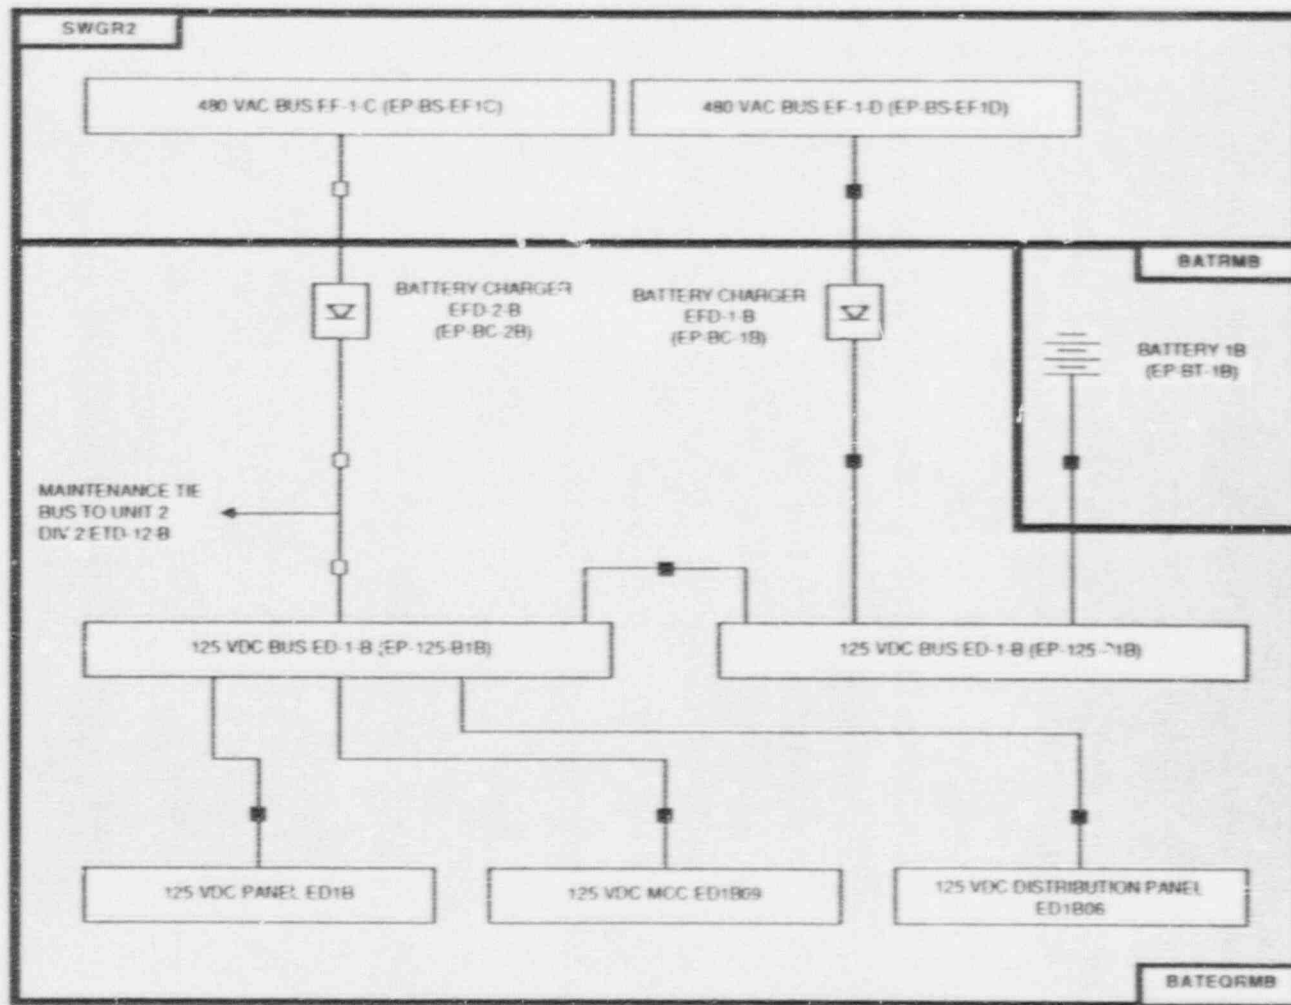 SWGR2
480 VAC BUS EF-1-C (EP-BS-EF1C)
480 VAC BUS EF-1-D (EP-BS-EF1D)
BATRMB
BATTERY CHARGER
EFD-2-B
(EP-BC-2B)
BATTERY CHARGER
EFD-1-B
(EP-BC-1B)
BATTERY 1B
(EP-BT-1B)
MAINTENANCE TIE
BUS TO UNIT 2
DIV 2 ETD-12-B
125 VDC BUS ED-1-B (EP-125-B1B)
125 VDC BUS ED-1-B
125 VDC PANEL ED1B
125 VDC MCC ED1B09
125 VDC DISTRIBUTION PANEL
ED1B06
BATEQRMB